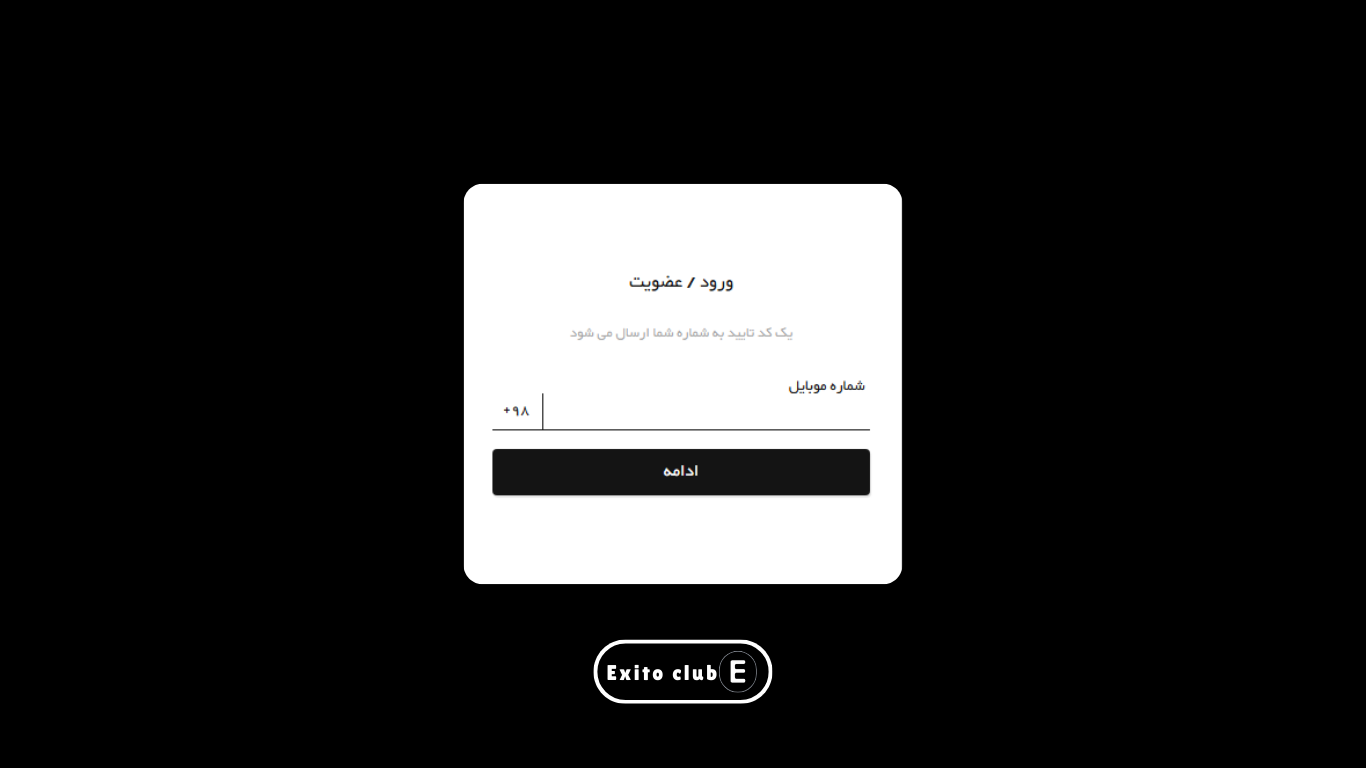 ورود / عضویت
یک کد تایید به شماره شما ارسال می شود
شماره موبایل
+۹۸
ادامه
Exito club E